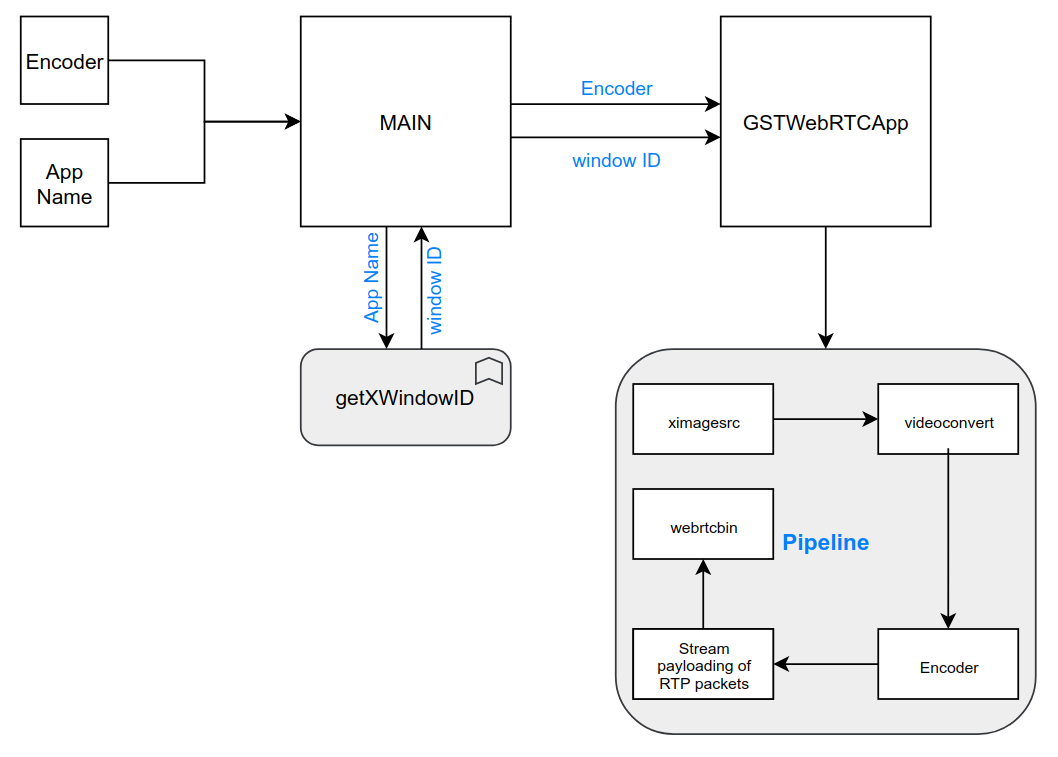 Encoder
App
Name
MAIN
Encoder
window ID
GSTWebRTCApp
App Name
window ID
getXWindowID
ximagesrc
videoconvert
webrtcbin
Pipeline
Stream
payloading of
RTP packets
Encoder